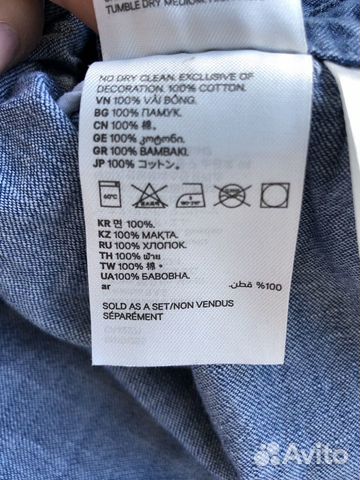 TUMBLE DRY MEDIUM.
NO DRY CLEAN. EXCLUSIVE OF
DECORATION. 100% COTTON.
VN 100% VẢI BÔNG.
BG 100% ПАМУК.
CN 100% 棉。
GE 100% კოტონი.
GR 100% ΒΑΜΒΑΚΙ.
JP 100% コットン。
60°C
KR 면 100%.
KZ 100% МАҚТА.
RU 100% ХЛОПОК.
TH 100% ฝ้าย
TW 100% 棉。
UA100% БАВОВНА.
ar
100% قطن.
SOLD AS A SET/NON VENDUS
SÉPARÉMENT
Avito